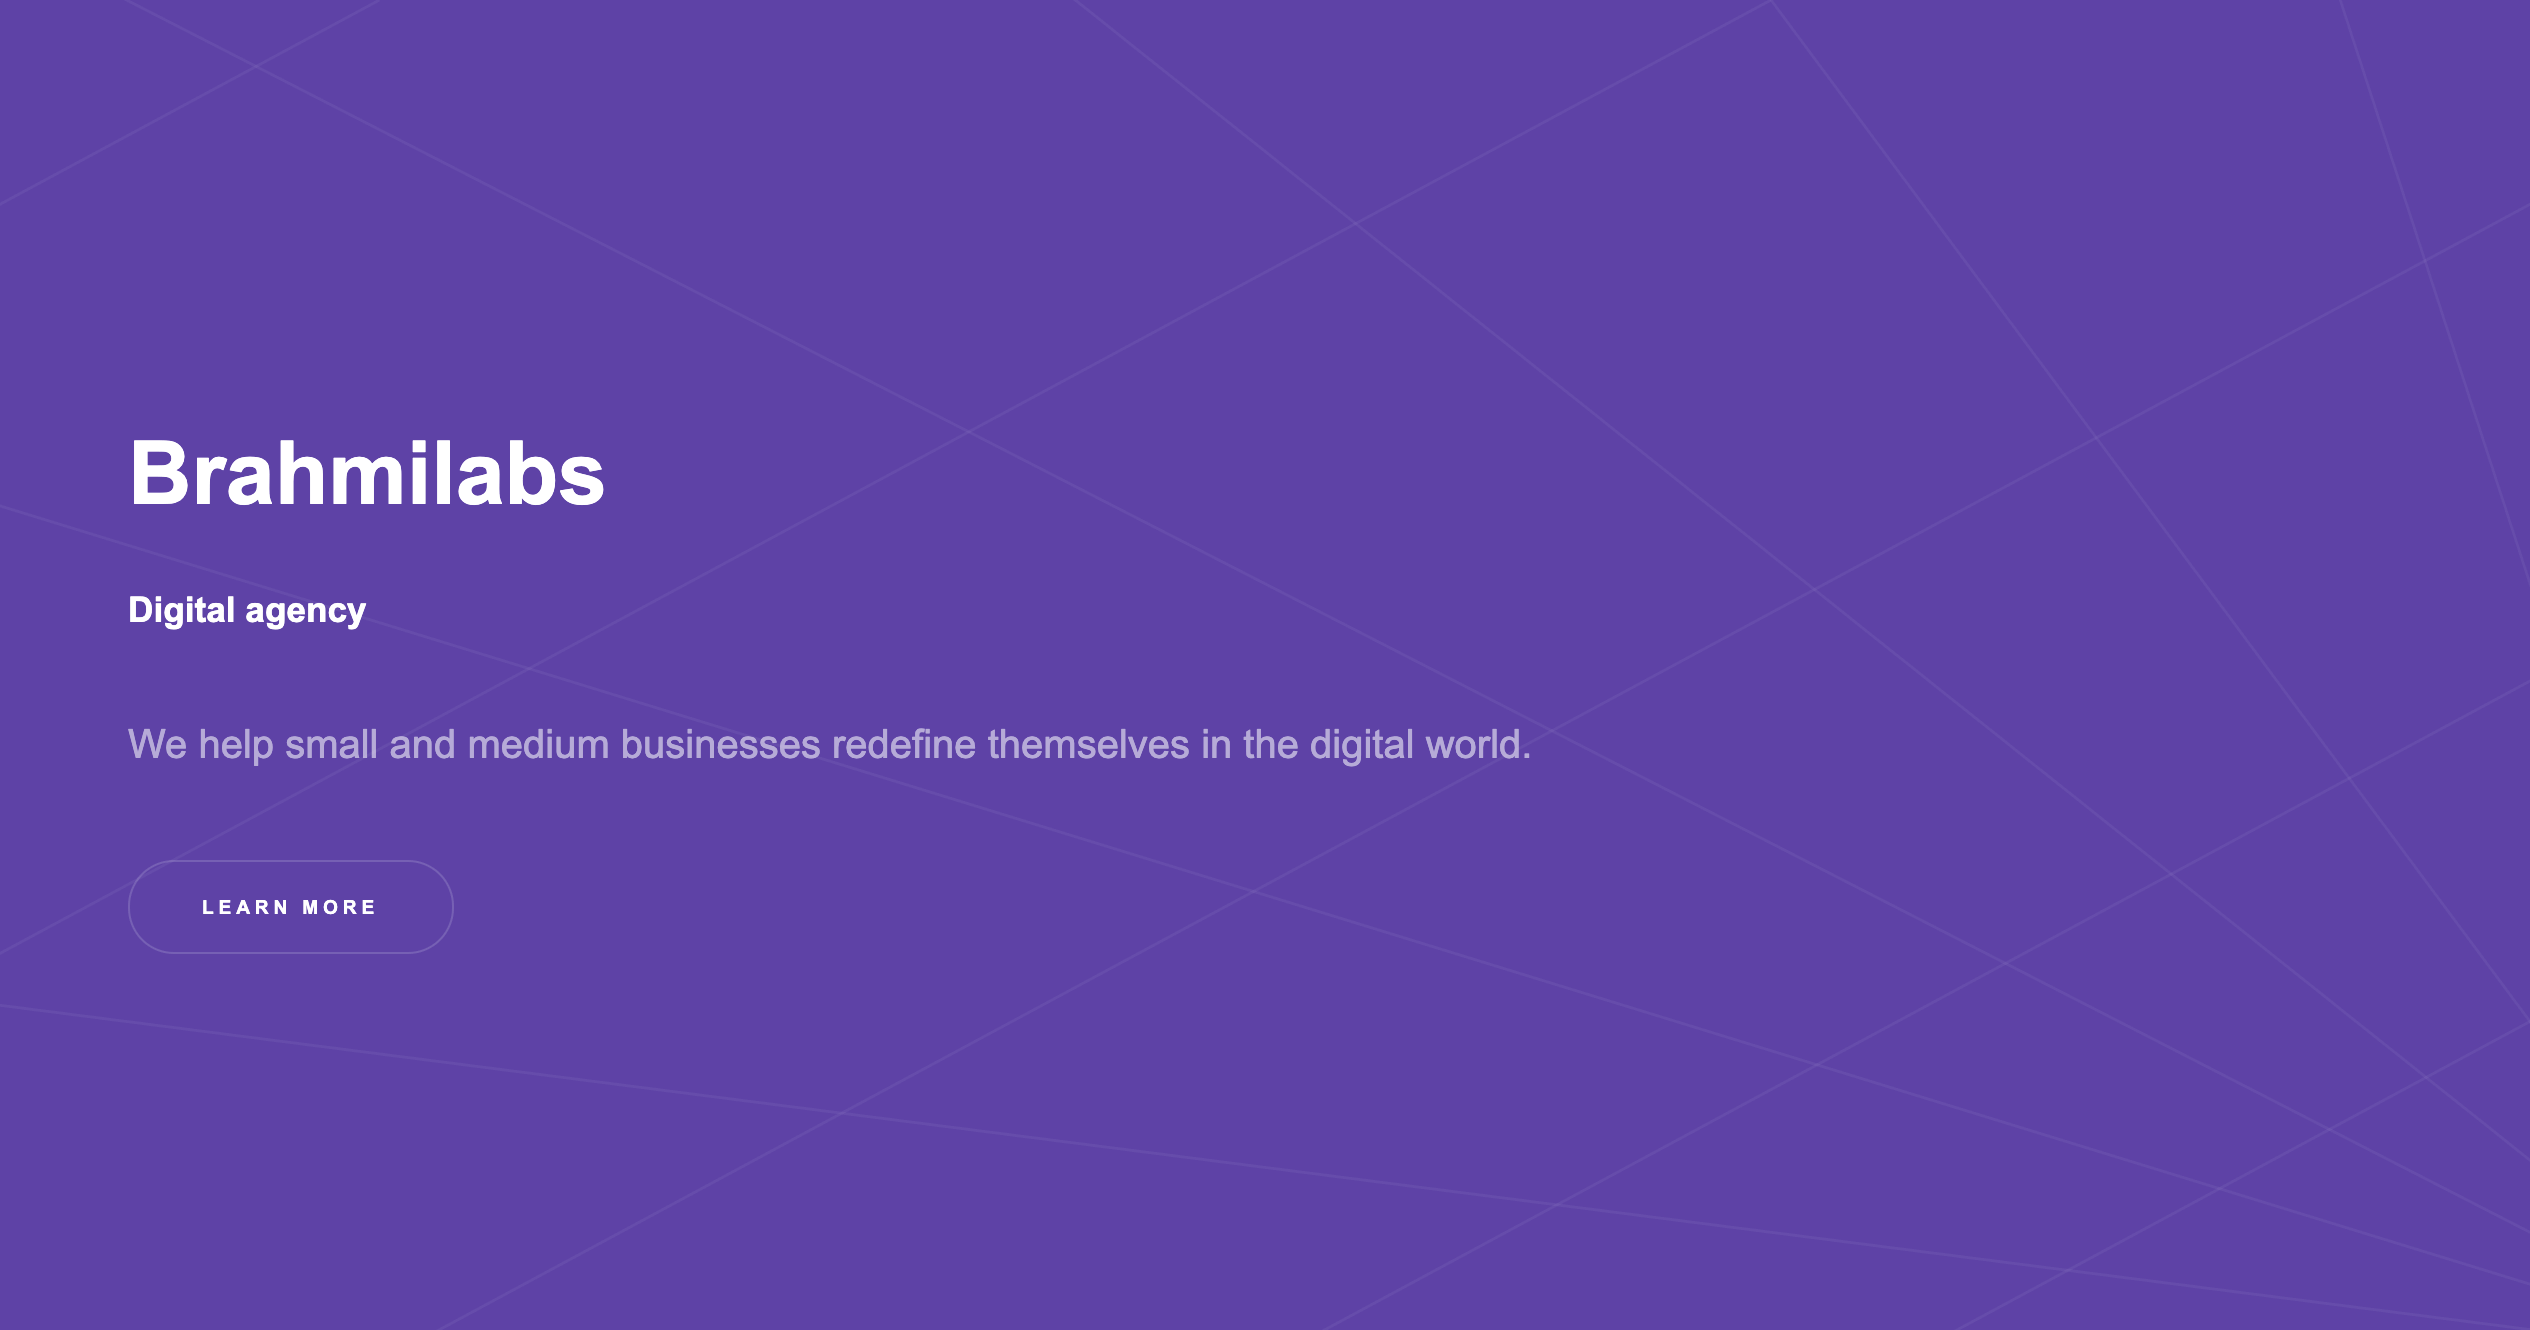 Brahmilabs
Digital agency
We help small and medium businesses redefine themselves in the digital world.
LEARN MORE